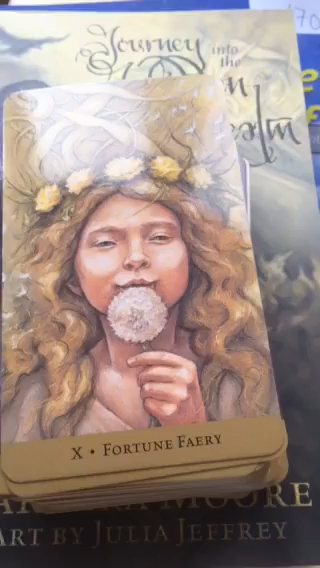 Journey into
the
X • FORTUNE FAERY
MOORE
ART BY JULIA JEFFREY